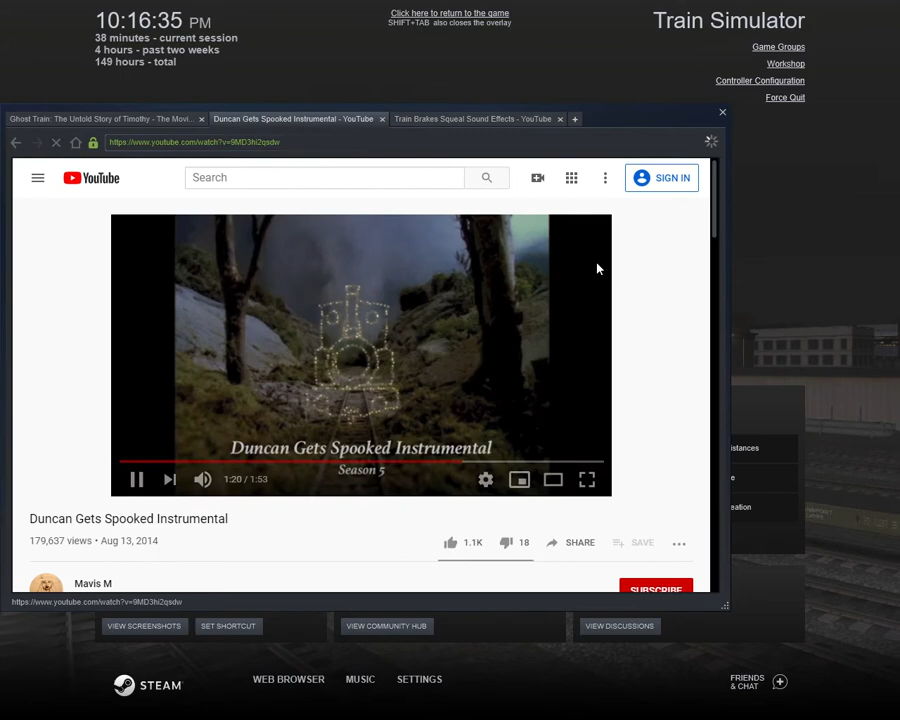 10:16:35 PM
38 minutes - current session
4 hours - past two weeks
149 hours - total
Click here to return to the game
SHIFT+TAB also closes the overlay
Train Simulator
Game Groups
Workshop
Controller Configuration
Force Quit
Ghost Train: The Untold Story of Timothy - The Movi...
Duncan Gets Spooked Instrumental - YouTube
Train Brakes Squeal Sound Effects - YouTube
https://www.youtube.com/watch?v=9MD3hi2qsdw
YouTube
Search
SIGN IN
Duncan Gets Spooked Instrumental
Season 5
1:20 / 1:53
Duncan Gets Spooked Instrumental
179,637 views • Aug 13, 2014
1.1K
18
SHARE
SAVE
Mavis M
SUBSCRIBE
https://www.youtube.com/watch?v=9MD3hi2qsdw
VIEW SCREENSHOTS
SET SHORTCUT
VIEW COMMUNITY HUB
VIEW DISCUSSIONS
STEAM
WEB BROWSER
MUSIC
SETTINGS
FRIENDS
& CHAT